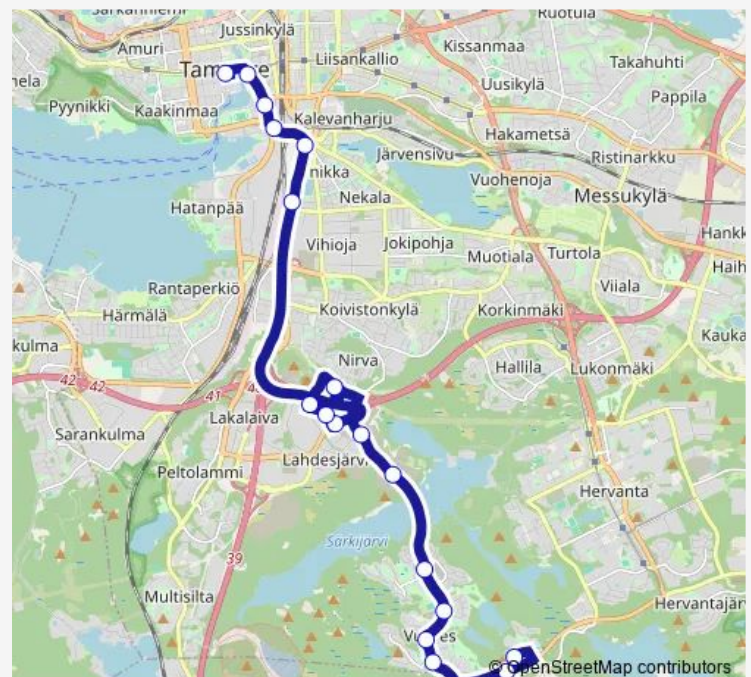 Ruotula
Jussinkylä
Amuri
Kissanmaa
Liisankallio
Takahuhti
Uusikylä
Pappila
Pyynikki
Kaakinmaa
Kalevanharju
Hakametsä
Järvensivu
Ristinarkku
Vuohenoja
Nekala
Messukylä
Hatanpää
Vihioja
Jokipohja
Muotiala
Turtola
Viiala
Rantaperkiö
Härmälä
Koivistonkylä
Korkinmäki
Nirva
Hallila
Lukonmäki
42
42
41
Lakalaiva
Sarankulma
Peltolammi
Hervanta
Särkijärvi
39
Multisilta
© OpenStreetMap contributors